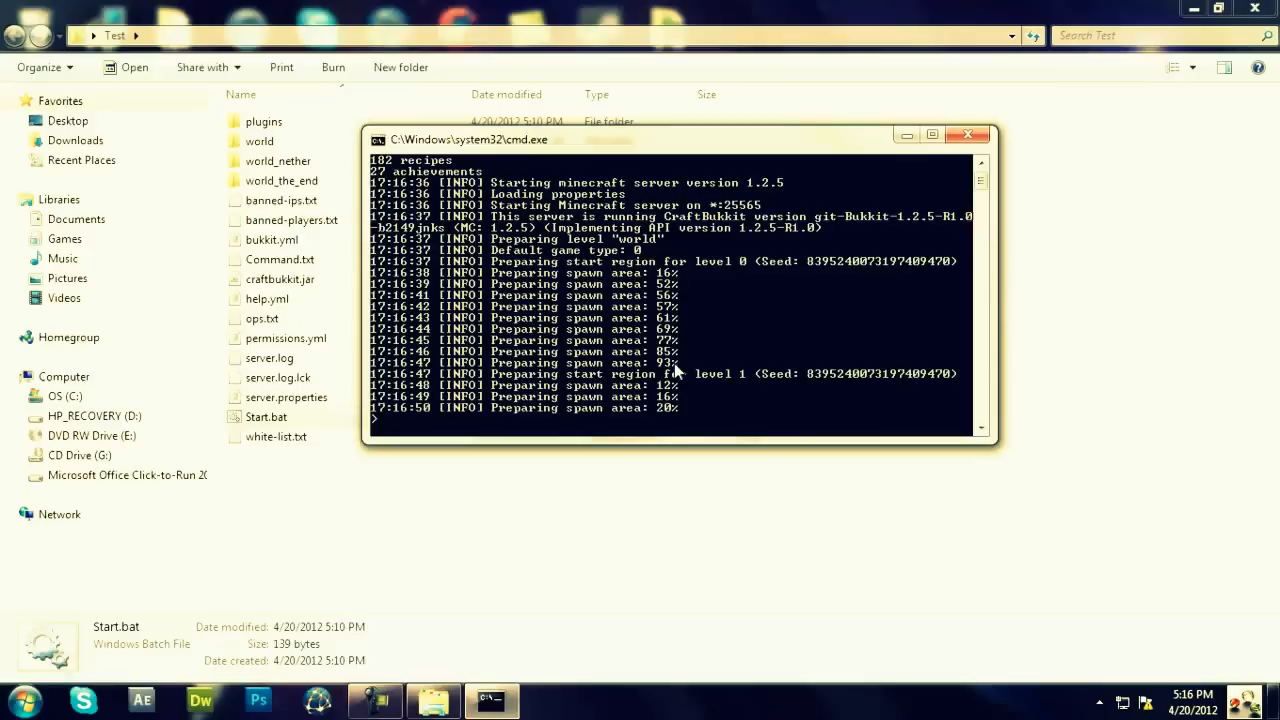 Test
Search Test
Organize
Open
Share with
Print
Burn
New folder
Favorites
Desktop
Downloads
Recent Places
Libraries
Documents
Games
Music
Pictures
Videos
Homegroup
Computer
OS (C:)
HP_RECOVERY (D:)
DVD RW Drive (E:)
CD Drive (G:)
Microsoft Office Click-to-Run 20
Network
Name
Date modified
Type
Size
plugins
4/20/2012 5:10 PM
File folder
world
world_nether
world_the_end
banned-ips.txt
banned-players.txt
bukkit.yml
Command.txt
craftbukkit.jar
help.yml
ops.txt
permissions.yml
server.log
server.log.lck
server.properties
Start.bat
white-list.txt
C:\Windows\system32\cmd.exe
182 recipes
27 achievements
17:16:36 [INFO] Starting minecraft server version 1.2.5
17:16:36 [INFO] Loading properties
17:16:36 [INFO] Starting Minecraft server on *:25565
17:16:37 [INFO] This server is running CraftBukkit version git-Bukkit-1.2.5-R1.0
-b2149jnks (MC: 1.2.5) (Implementing API version 1.2.5-R1.0)
17:16:37 [INFO] Preparing level "world"
17:16:37 [INFO] Default game type: 0
17:16:37 [INFO] Preparing start region for level 0 (Seed: 8395240073197409470)
17:16:38 [INFO] Preparing spawn area: 16%
17:16:39 [INFO] Preparing spawn area: 52%
17:16:41 [INFO] Preparing spawn area: 56%
17:16:42 [INFO] Preparing spawn area: 57%
17:16:43 [INFO] Preparing spawn area: 61%
17:16:44 [INFO] Preparing spawn area: 69%
17:16:45 [INFO] Preparing spawn area: 77%
17:16:46 [INFO] Preparing spawn area: 85%
17:16:47 [INFO] Preparing spawn area: 93%
17:16:47 [INFO] Preparing start region for level 1 (Seed: 8395240073197409470)
17:16:48 [INFO] Preparing spawn area: 12%
17:16:49 [INFO] Preparing spawn area: 16%
17:16:50 [INFO] Preparing spawn area: 20%
>
Start.bat
Windows Batch File
Date modified: 4/20/2012 5:10 PM
Size: 139 bytes
Date created: 4/20/2012 5:10 PM
AE
Dw
Ps
5:16 PM
4/20/2012